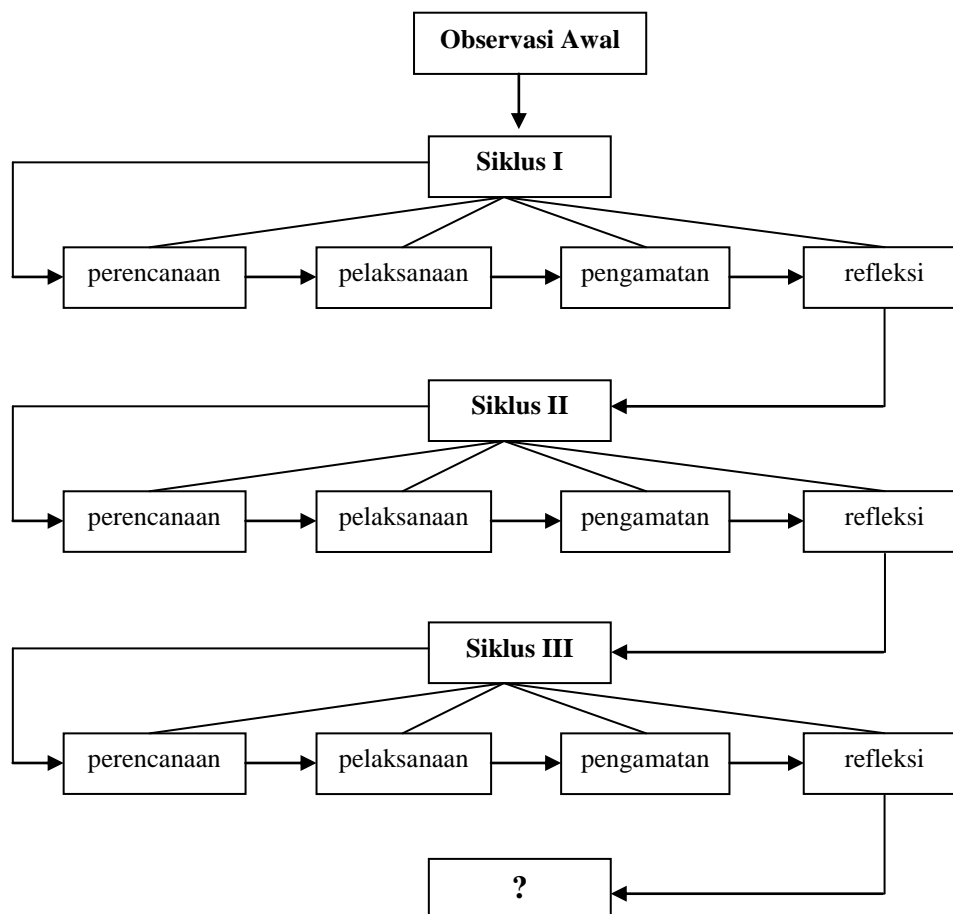 Observasi Awal
Siklus I
perencanaan
pelaksanaan
pengamatan
refleksi
Siklus II
perencanaan
pelaksanaan
pengamatan
refleksi
Siklus III
perencanaan
pelaksanaan
pengamatan
refleksi
?